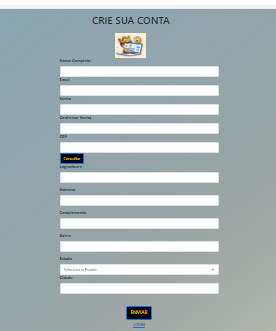 CRIE SUA CONTA
Nome Completo
Email
Senha
Confirmar Senha
CEP
Consultar
Logradouro
Número
Complemento
Bairro
Estado
Selecione o Estado
Cidade
ENVIAR